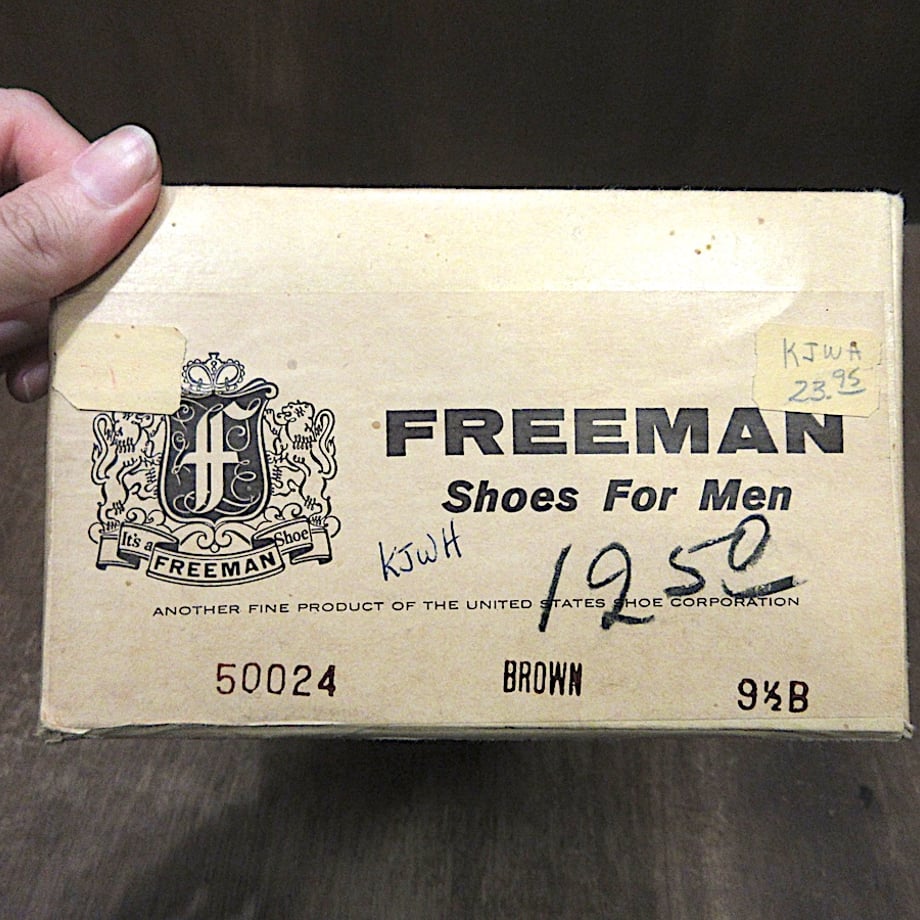 KJWA
23.95
FREEMAN
Shoes For Men
f
It's a FREEMAN Shoe
KJWH
12 50
ANOTHER FINE PRODUCT OF THE UNITED STATES SHOE CORPORATION
50024 BROWN 9½B